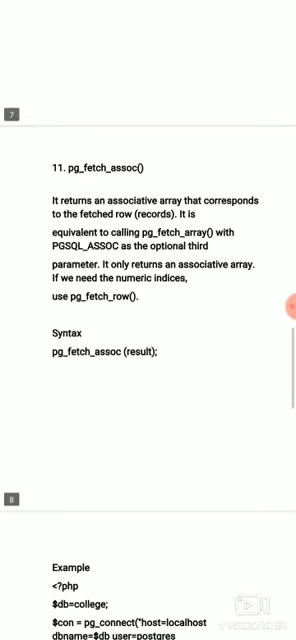 7
11. pg_fetch_assoc()
It returns an associative array that corresponds
to the fetched row (records). It is
equivalent to calling pg_fetch_array() with
PGSQL_ASSOC as the optional third
parameter. It only returns an associative array.
If we need the numeric indices,
use pg_fetch_row().
Syntax
pg_fetch_assoc (result);
8
Example
<?php
$db=college;
$con = pg_connect("host=localhost
dbname=$db user=postgres
VRECORDER